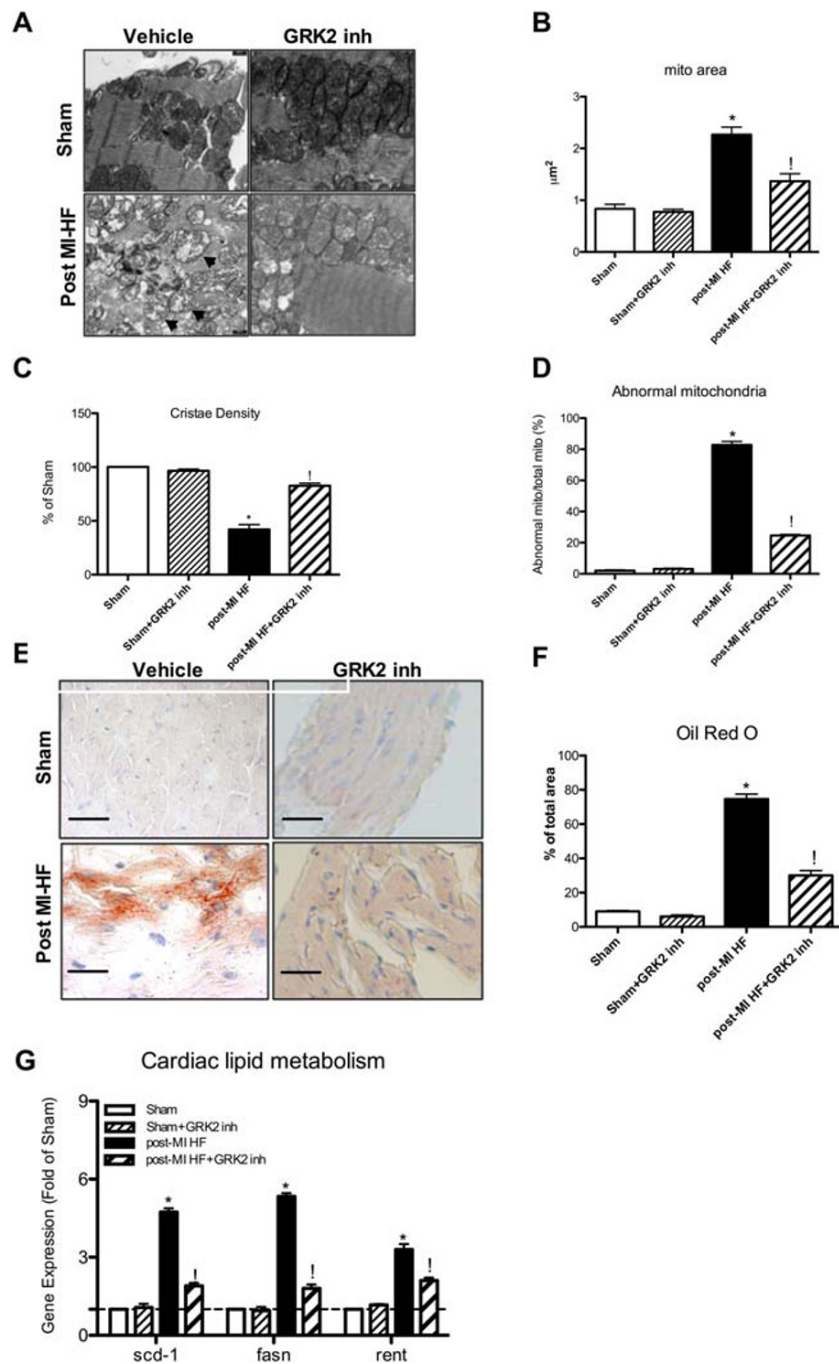 A
Vehicle GRK2 inh
Sham
Post MI-HF
B
mito area
μm²
3
2
1
0
Sham
Sham+GRK2 inh
post-MI HF
post-MI HF+GRK2 inh
*
!
C
Cristae Density
% of Sham
150
100
50
0
Sham
Sham+GRK2 inh
post-MI HF
post-MI HF+GRK2 inh
*
!
D
Abnormal mitochondria
Abnormal mito/total mito (%)
100
80
60
40
20
0
Sham
Sham+GRK2 inh
post-MI HF
post-MI HF+GRK2 inh
*
!
E
Vehicle GRK2 inh
Sham
Post MI-HF
F
Oil Red O
% of total area
100
80
60
40
20
0
Sham
Sham+GRK2 inh
post-MI HF
post-MI HF+GRK2 inh
*
!
G
Cardiac lipid metabolism
Gene Expression (Fold of Sham)
9
6
3
0
Sham
Sham+GRK2 inh
post-MI HF
post-MI HF+GRK2 inh
* ! * ! * !
scd-1 fasn rent